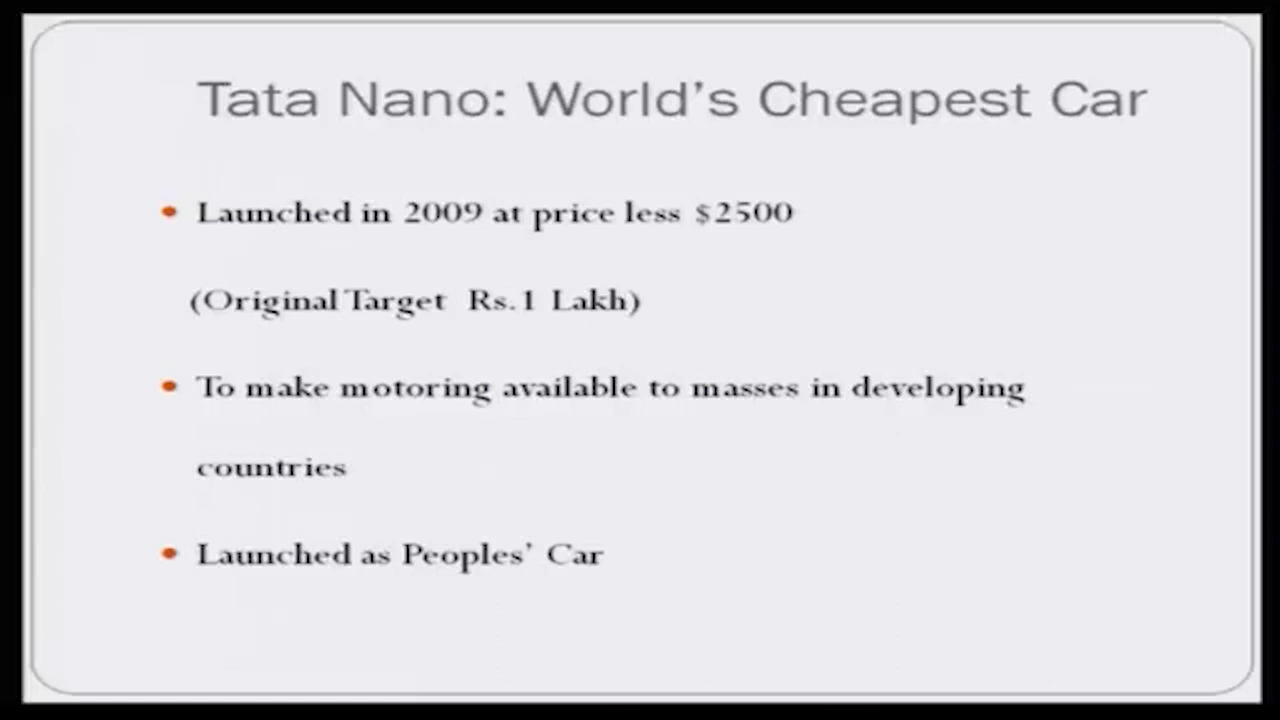 Tata Nano: World's Cheapest Car
• Launched in 2009 at price less $2500
(Original Target Rs.1 Lakh)
• To make motoring available to masses in developing
countries
• Launched as Peoples' Car